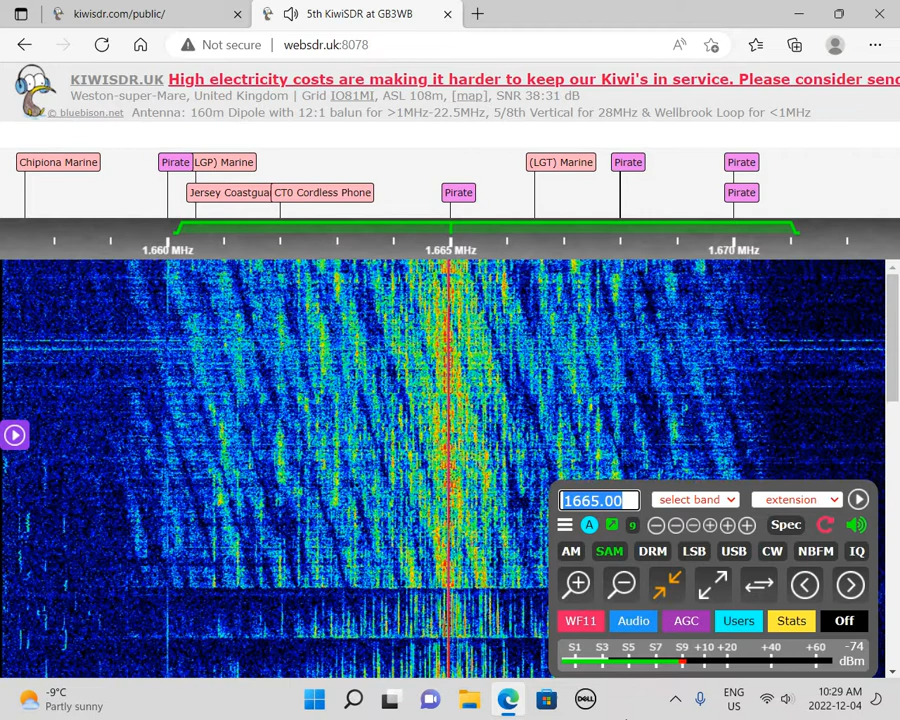 kiwisdr.com/public/
5th KiwiSDR at GB3WB
Not secure
websdr.uk:8078
KIWISDR.UK High electricity costs are making it harder to keep our Kiwi's in service. Please consider send
Weston-super-Mare, United Kingdom | Grid IO81MI, ASL 108m, [map], SNR 38:31 dB
© bluebison.net Antenna: 160m Dipole with 12:1 balun for >1MHz-22.5MHz, 5/8th Vertical for 28MHz & Wellbrook Loop for <1MHz
Chipiona Marine Pirate LGP) Marine (LGT) Marine Pirate Pirate
Jersey Coastgua CT0 Cordless Phone Pirate Pirate
1.660 MHz 1.665 MHz 1.670 MHz
1665.00 select band extension
A 9 Spec
AM SAM DRM LSB USB CW NBFM IQ
WF11 Audio AGC Users Stats Off
S1 S3 S5 S7 S9 +10 +20 +40 +60 -74
dBm
-9°C
Partly sunny
DELL
ENG
US
10:29 AM
2022-12-04